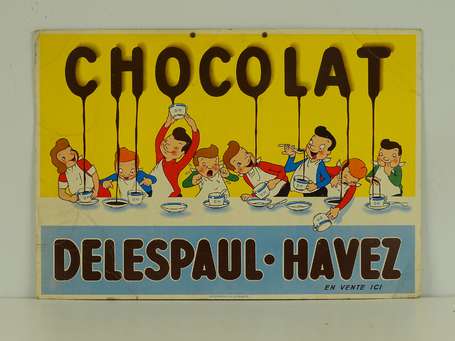 CHOCOLAT
DELESPAUL • HAVEZ
EN VENTE ICI